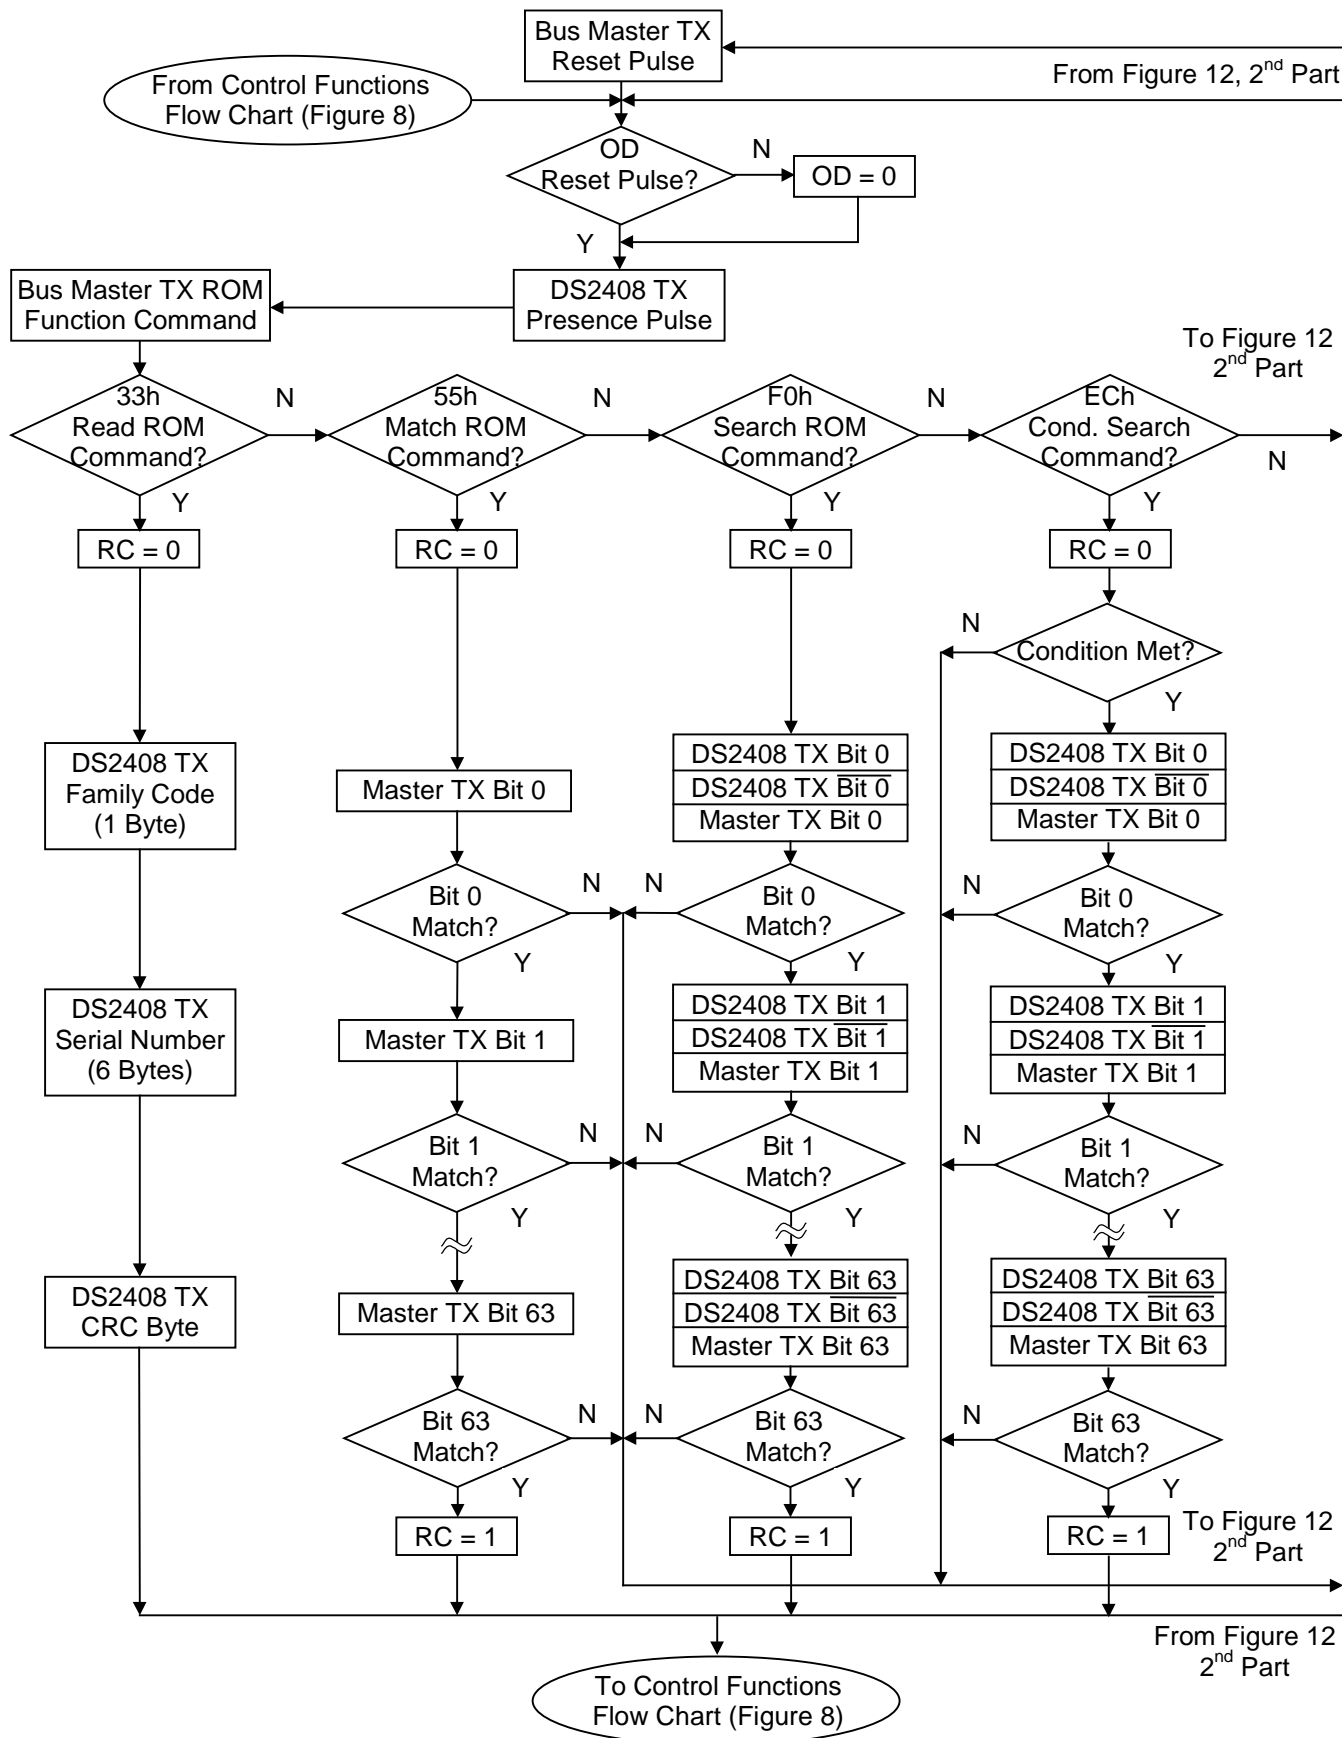 Bus Master TX
Reset Pulse
From Figure 12, 2nd Part
From Control Functions
Flow Chart (Figure 8)
OD
Reset Pulse?
N
OD = 0
Y
Bus Master TX ROM
Function Command
DS2408 TX
Presence Pulse
To Figure 12
2nd Part
33h
Read ROM
Command?
N
55h
Match ROM
Command?
N
F0h
Search ROM
Command?
N
ECh
Cond. Search
Command?
N
Y
Y
Y
Y
RC = 0
RC = 0
RC = 0
RC = 0
N
Condition Met?
Y
DS2408 TX
Family Code
(1 Byte)
Master TX Bit 0
DS2408 TX Bit 0
DS2408 TX Bit 0
Master TX Bit 0
DS2408 TX Bit 0
DS2408 TX Bit 0
Master TX Bit 0
Bit 0
Match?
N
N
Bit 0
Match?
N
Bit 0
Match?
Y
Y
Y
DS2408 TX
Serial Number
(6 Bytes)
Master TX Bit 1
DS2408 TX Bit 1
DS2408 TX Bit 1
Master TX Bit 1
DS2408 TX Bit 1
DS2408 TX Bit 1
Master TX Bit 1
Bit 1
Match?
N
N
Bit 1
Match?
N
Bit 1
Match?
Y
Y
Y
DS2408 TX
CRC Byte
Master TX Bit 63
DS2408 TX Bit 63
DS2408 TX Bit 63
Master TX Bit 63
DS2408 TX Bit 63
DS2408 TX Bit 63
Master TX Bit 63
Bit 63
Match?
N
N
Bit 63
Match?
N
Bit 63
Match?
Y
Y
Y
RC = 1
RC = 1
RC = 1
To Figure 12
2nd Part
From Figure 12
2nd Part
To Control Functions
Flow Chart (Figure 8)